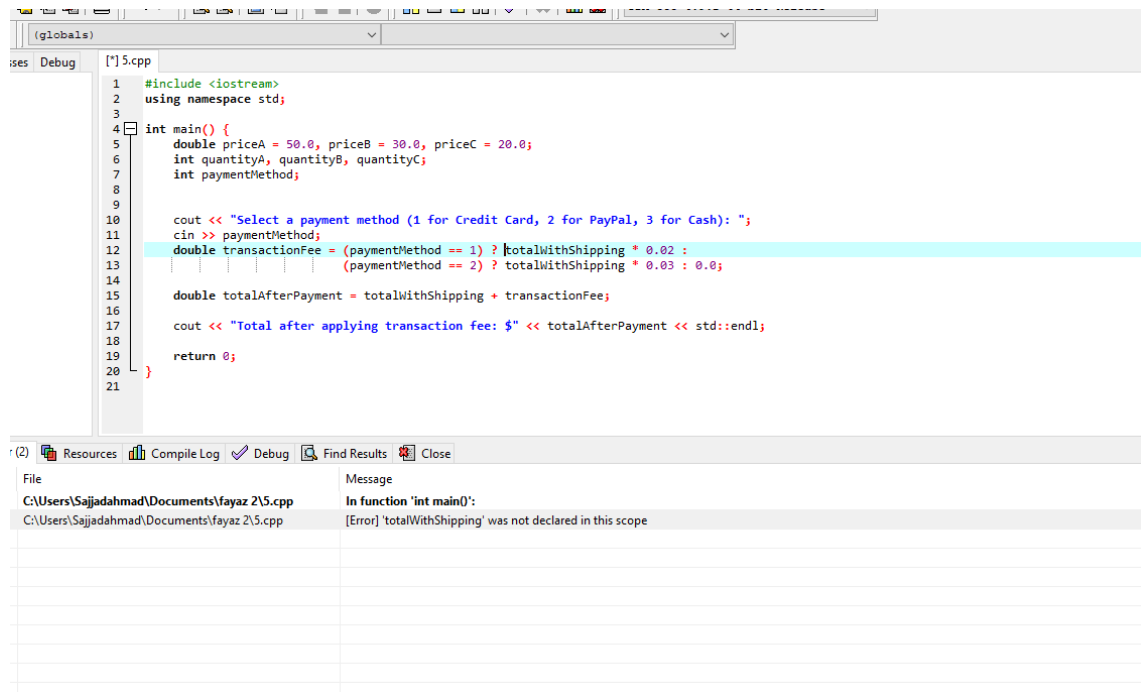 (globals)
sses Debug [*] 5.cpp
1 #include <iostream>
2 using namespace std;
3
4 int main() {
5 double priceA = 50.0, priceB = 30.0, priceC = 20.0;
6 int quantityA, quantityB, quantityC;
7 int paymentMethod;
8
9
10 cout << "Select a payment method (1 for Credit Card, 2 for PayPal, 3 for Cash): ";
11 cin >> paymentMethod;
12 double transactionFee = (paymentMethod == 1) ? totalWithShipping * 0.02 :
13 (paymentMethod == 2) ? totalWithShipping * 0.03 : 0.0;
14
15 double totalAfterPayment = totalWithShipping + transactionFee;
16
17 cout << "Total after applying transaction fee: $" << totalAfterPayment << std::endl;
18
19 return 0;
20 }
21
r (2) Resources Compile Log Debug Find Results Close
File Message
C:\Users\Sajjadahmad\Documents\fayaz 2\5.cpp In function 'int main()':
C:\Users\Sajjadahmad\Documents\fayaz 2\5.cpp [Error] 'totalWithShipping' was not declared in this scope